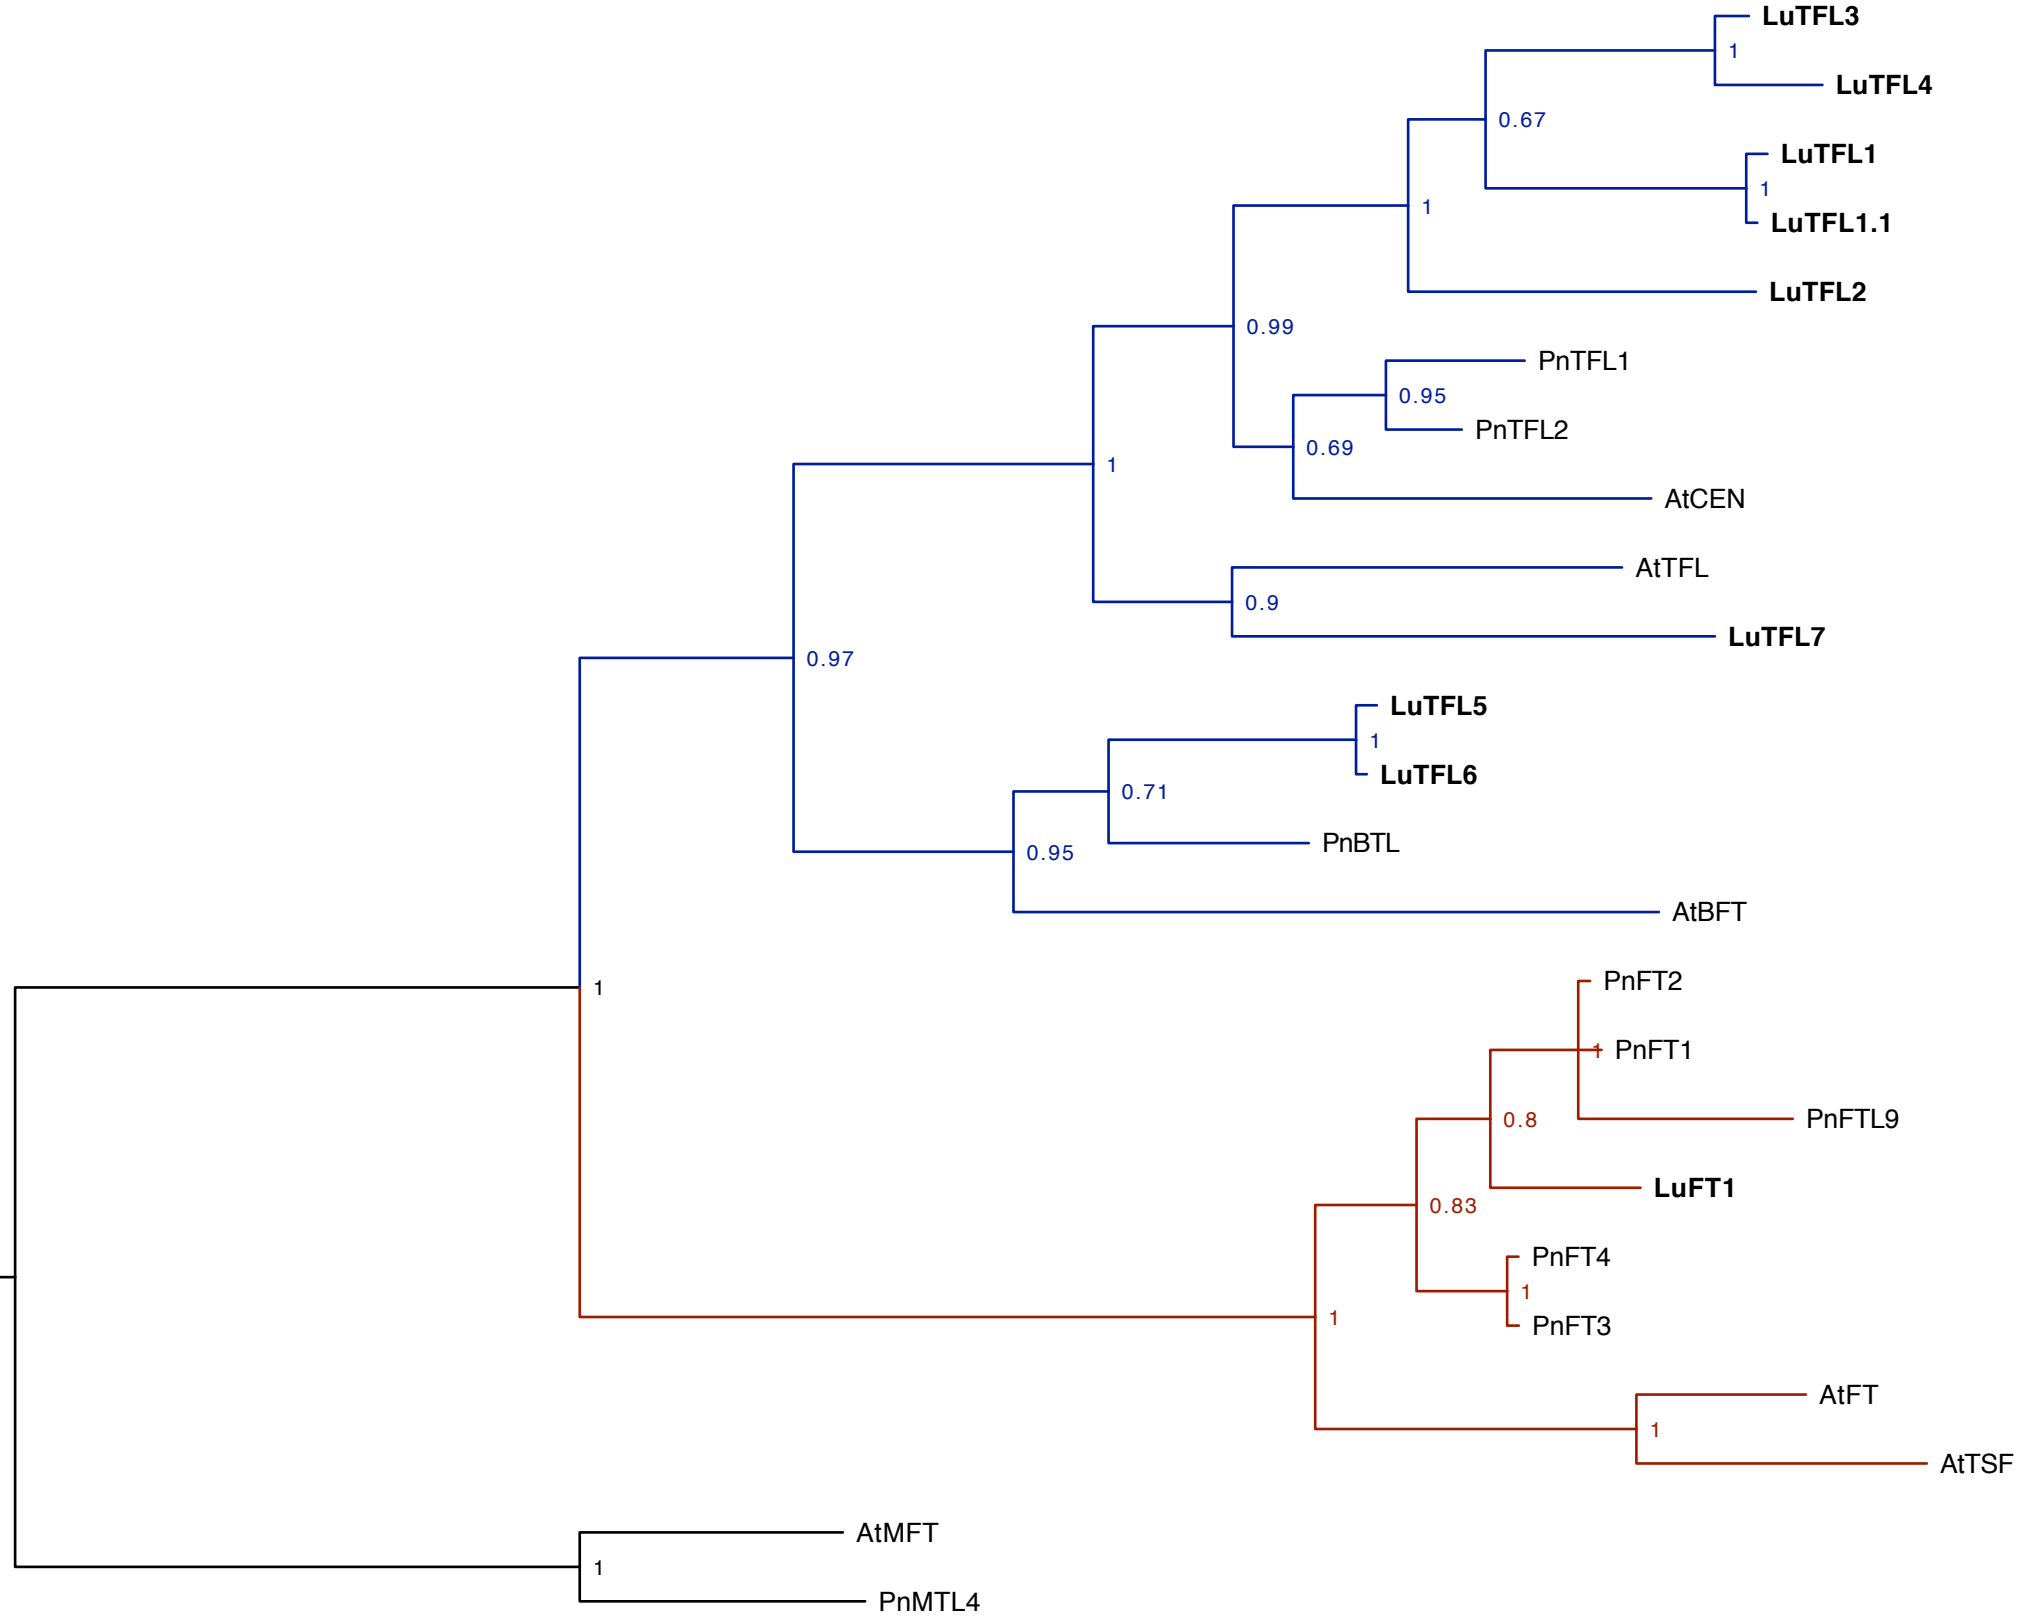 LuTFL3
1
LuTFL4
0.67
LuTFL1
1
LuTFL1.1
1
LuTFL2
0.99
PnTFL1
0.95
PnTFL2
0.69
1
AtCEN
AtTFL
0.9
LuTFL7
0.97
LuTFL5
1
LuTFL6
0.71
PnBTL
0.95
AtBFT
PnFT2
1
1 PnFT1
0.8 PnFTL9
LuFT1
0.83
PnFT4
1
1
PnFT3
AtFT
1
AtTSF
AtMFT
1
PnMTL4